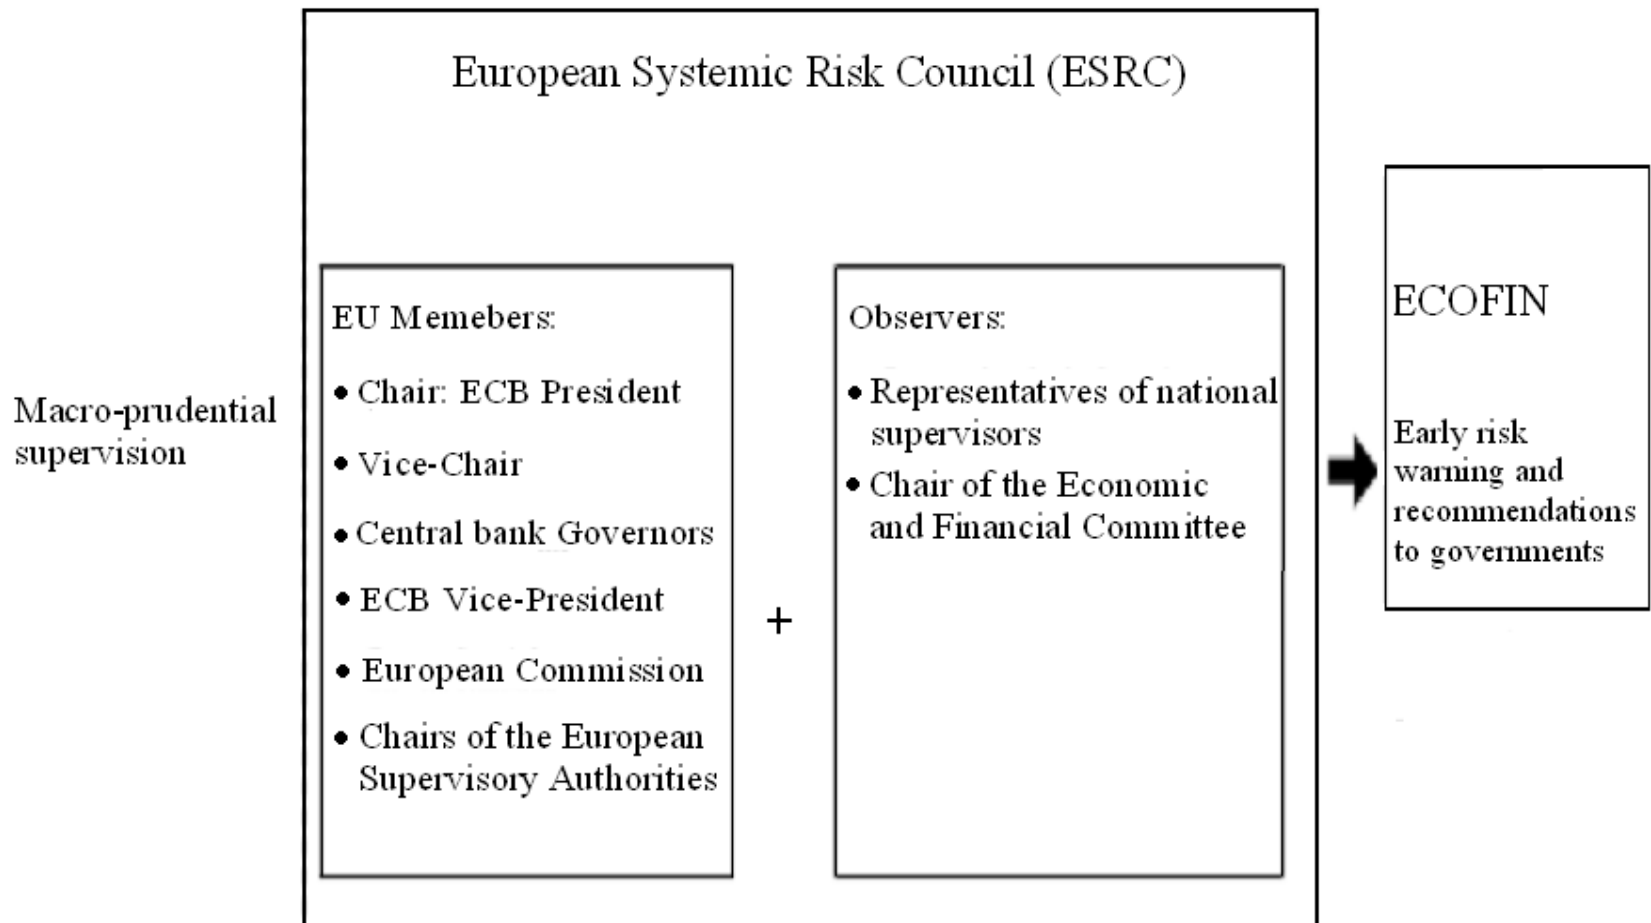 European Systemic Risk Council (ESRC)
Macro-prudential
supervision
EU Memebers:
• Chair: ECB President
• Vice-Chair
• Central bank Governors
• ECB Vice-President
• European Commission
• Chairs of the European
Supervisory Authorities
+
Observers:
• Representatives of national
supervisors
• Chair of the Economic
and Financial Committee
ECOFIN
Early risk
warning and
recommendations
to governments